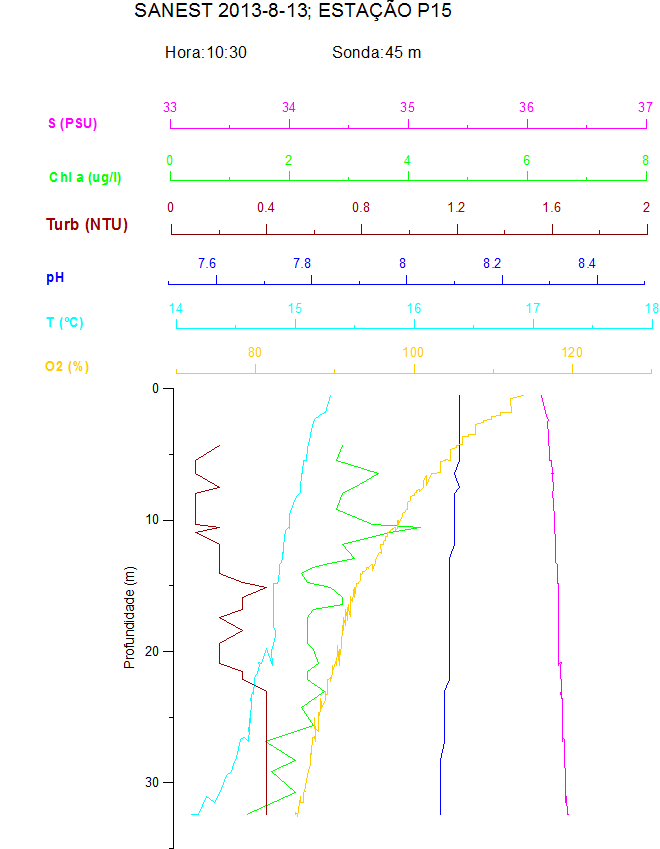 SANEST 2013-8-13; ESTAÇÃO P15
Hora:10:30 Sonda:45 m
33 34 35 36 37
S (PSU)
0 2 4 6 8
Chl a (ug/l)
0 0.4 0.8 1.2 1.6 2
Turb (NTU)
7.6 7.8 8 8.2 8.4
pH
14 15 16 17 18
T (ºC)
80 100 120
O2 (%)
0
10
20
30
Profundidade (m)